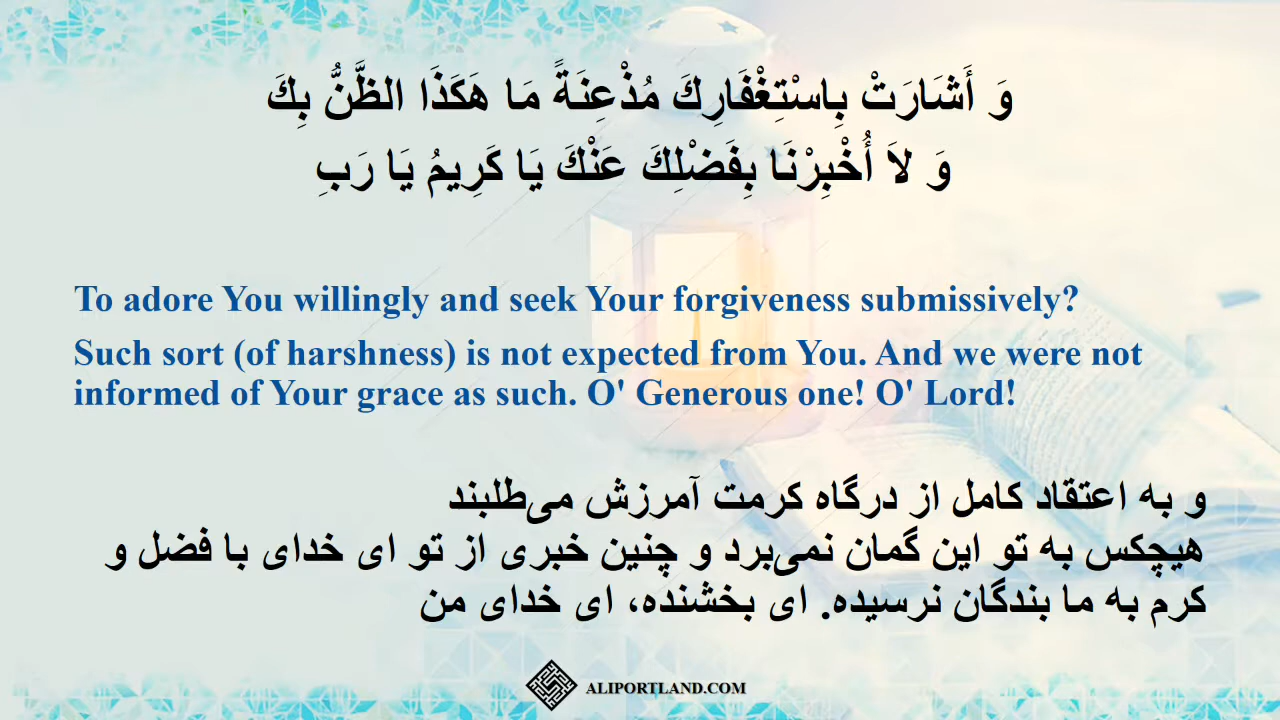 وَ أَشَارَتْ بِاسْتِغْفَارِكَ مُذْعِنَةً مَا هَكَذَا الظَّنُّ بِكَ
وَ لاَ أُخْبِرْنَا بِفَضْلِكَ عَنْكَ يَا كَرِيمُ يَا رَبِ
To adore You willingly and seek Your forgiveness submissively?
Such sort (of harshness) is not expected from You. And we were not
informed of Your grace as such. O' Generous one! O' Lord!
و به اعتقاد کامل از درگاه کرمت آمرزش می‌طلبند
هیچکس به تو این گمان نمی‌برد و چنین خبری از تو ای خدای با فضل و
کرم به ما بندگان نرسیده. ای بخشنده، ای خدای من
ALIPORTLAND.COM